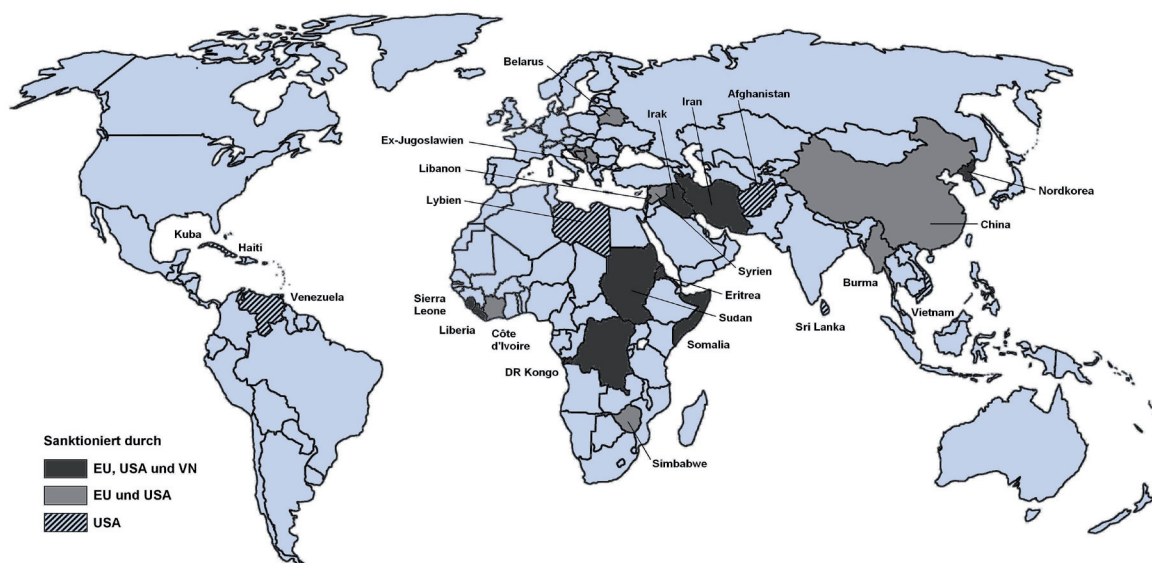 Belarus
Afghanistan
Iran
Irak
Ex-Jugoslawien
Libanon
Lybien
Nordkorea
China
Kuba
Haiti
Venezuela
Syrien
Burma
Eritrea
Sierra
Leone
Liberia
Côte
d'Ivoire
Sudan
Sri Lanka
Vietnam
Somalia
DR Kongo
Simbabwe
Sanktioniert durch
EU, USA und VN
EU und USA
USA